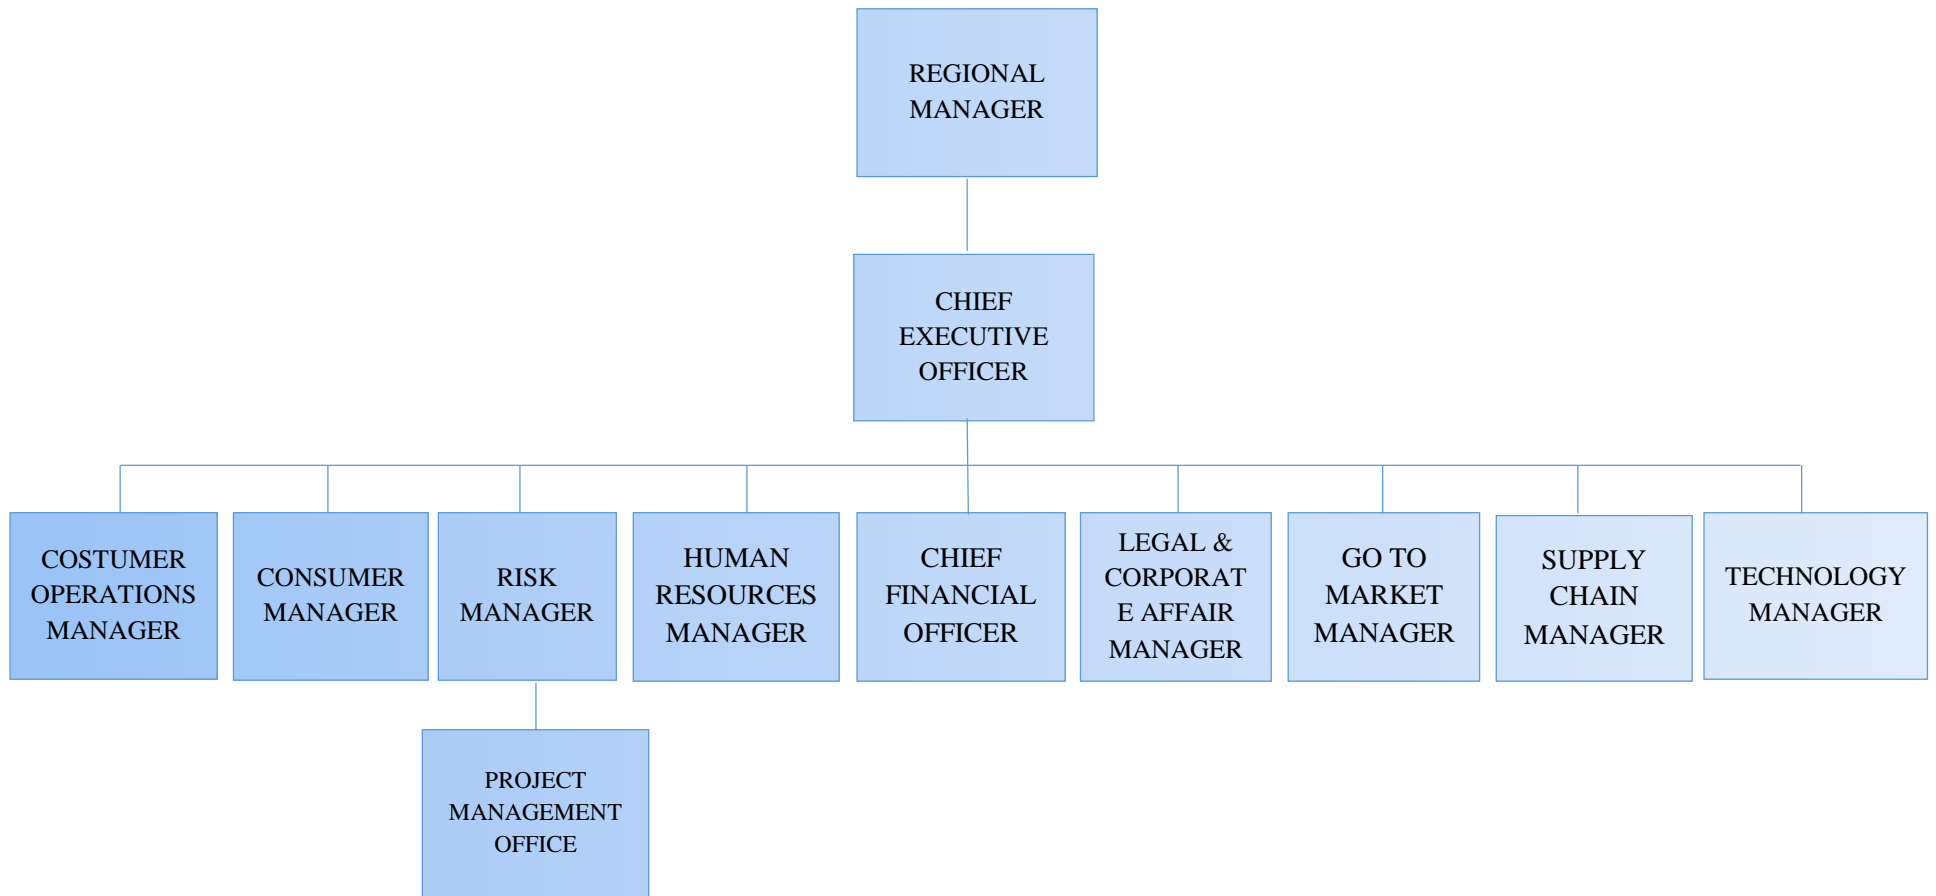 REGIONAL
MANAGER
CHIEF
EXECUTIVE
OFFICER
COSTUMER
OPERATIONS
MANAGER
CONSUMER
MANAGER
RISK
MANAGER
HUMAN
RESOURCES
MANAGER
CHIEF
FINANCIAL
OFFICER
LEGAL &
CORPORAT
E AFFAIR
MANAGER
GO TO
MARKET
MANAGER
SUPPLY
CHAIN
MANAGER
TECHNOLOGY
MANAGER
PROJECT
MANAGEMENT
OFFICE